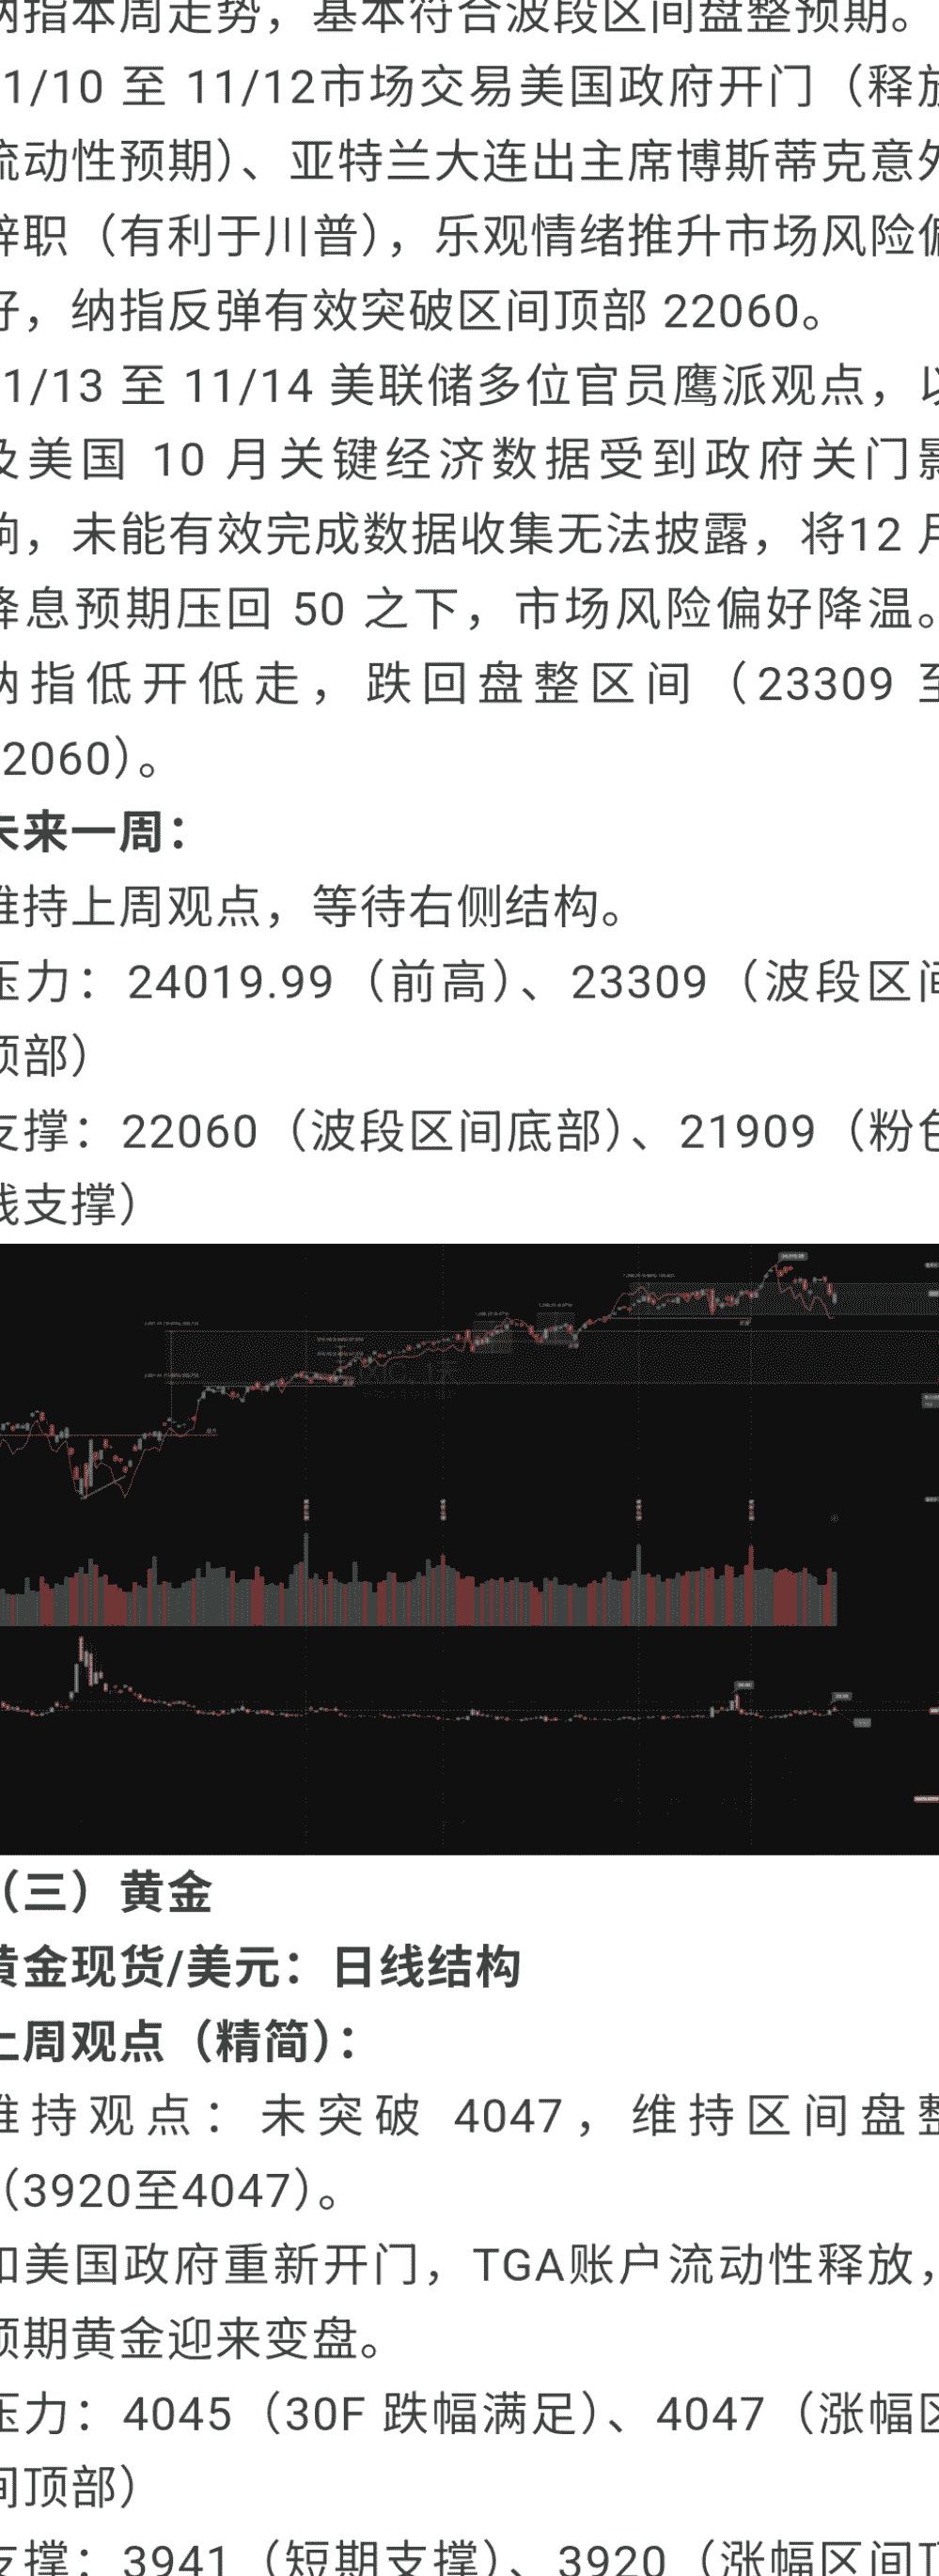 纳指本周走势，基本符合波段区间盘整预期。
1/10 至 11/12市场交易美国政府开门（释放
流动性预期）、亚特兰大连出主席博斯蒂克意外
辞职（有利于川普），乐观情绪推升市场风险偏
好，纳指反弹有效突破区间顶部 22060。
1/13 至 11/14 美联储多位官员鹰派观点，以
及美国 10 月关键经济数据受到政府关门影
响，未能有效完成数据收集无法披露，将12 月
降息预期压回 50 之下，市场风险偏好降温。
纳指低开低走，跌回盘整区间（23309 至
2060）。
未来一周：
维持上周观点，等待右侧结构。
压力：24019.99（前高）、23309（波段区间
顶部）
支撑：22060（波段区间底部）、21909（粉色
线支撑）
IXIC, 1天
（三）黄金
黄金现货/美元：日线结构
上周观点（精简）：
维持观点：未突破 4047，维持区间盘整
（3920至4047）。
如美国政府重新开门，TGA账户流动性释放，
预期黄金迎来变盘。
压力：4045（30F 跌幅满足）、4047（涨幅区
间顶部）
支撑：3941（短期支撑）、3920（涨幅区间顶